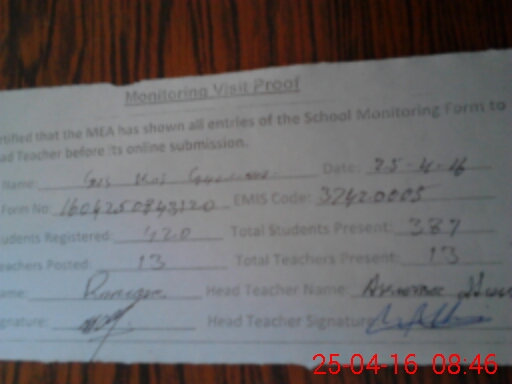 Monitoring Visit Proof
rtified that the MEA has shown all entries of the School Monitoring Form to
ad Teacher before its online submission.
Name: Date: 25-4-16
Form No: 1604250843120 EMIS Code: 37420005
udents Registered: 420 Total Students Present: 387
eachers Posted: 13 Total Teachers Present: 13
ame: Head Teacher Name:
gnature: Head Teacher Signatur
25-04-16 08:46